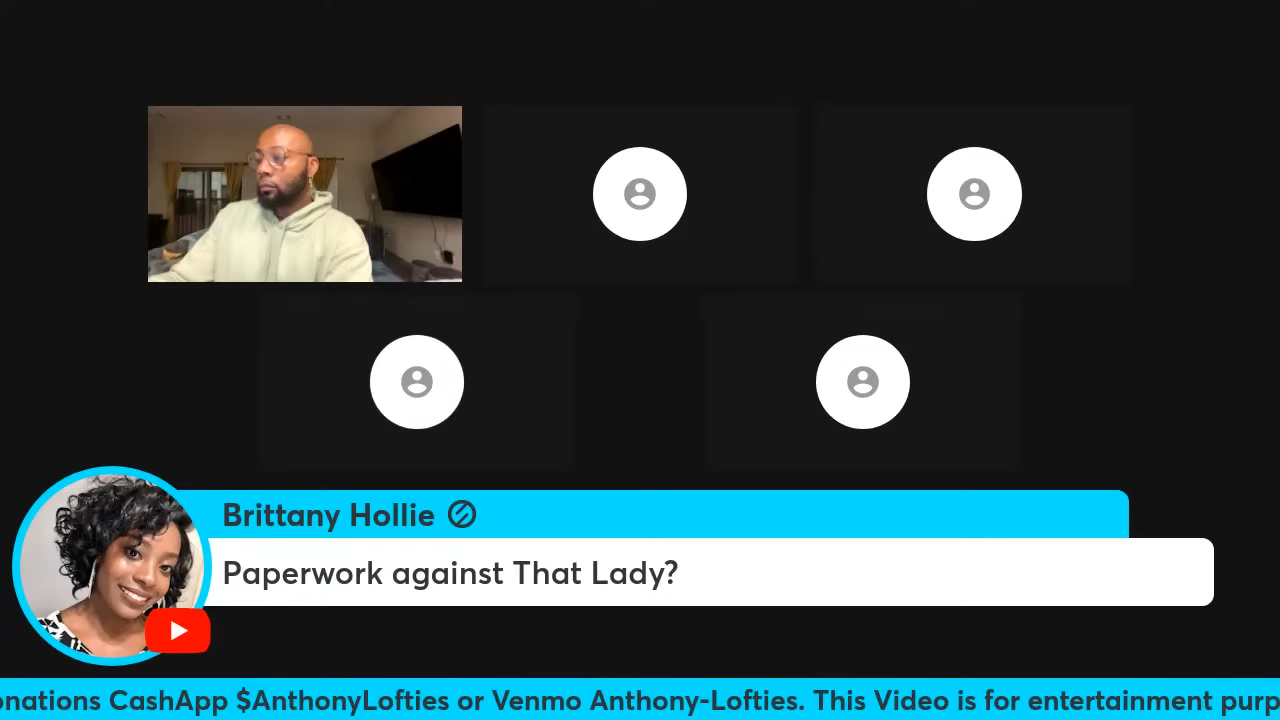 Brittany Hollie
Paperwork against That Lady?
onations CashApp $AnthonyLofties or Venmo Anthony-Lofties. This Video is for entertainment purp